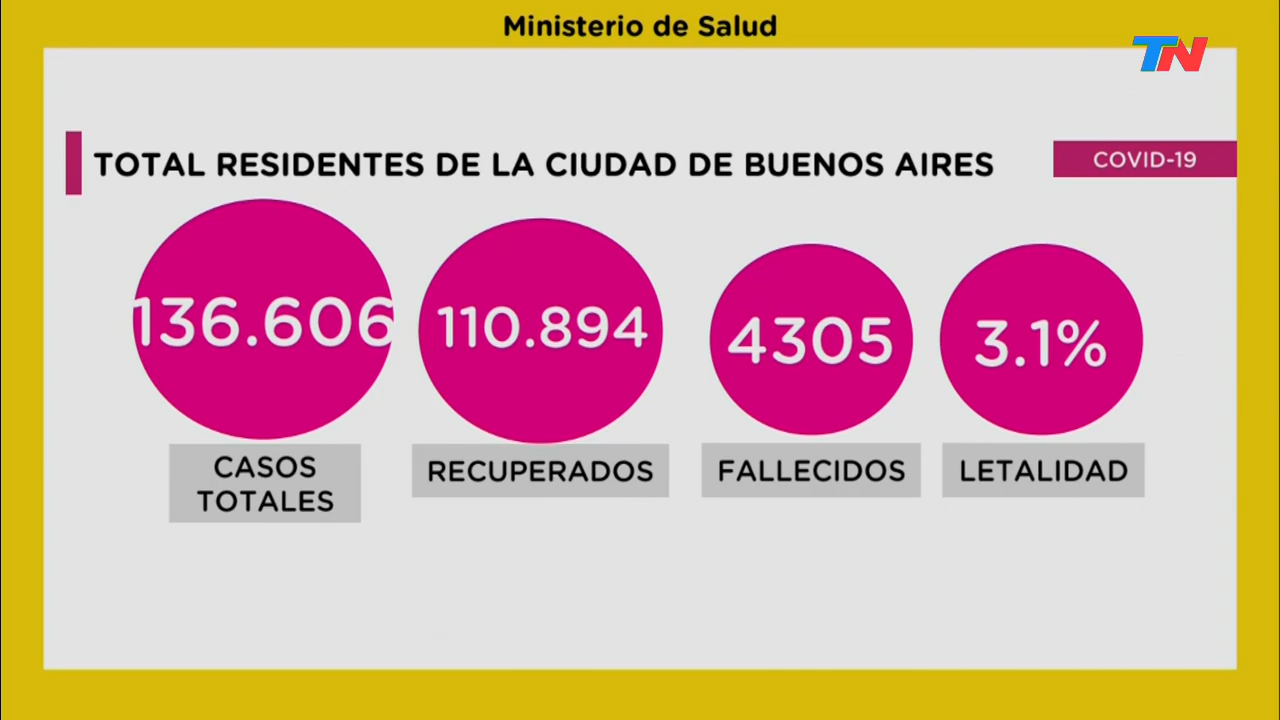 Ministerio de Salud
TN
TOTAL RESIDENTES DE LA CIUDAD DE BUENOS AIRES
COVID-19
136.606
110.894
4305
3.1%
CASOS
TOTALES
RECUPERADOS
FALLECIDOS
LETALIDAD